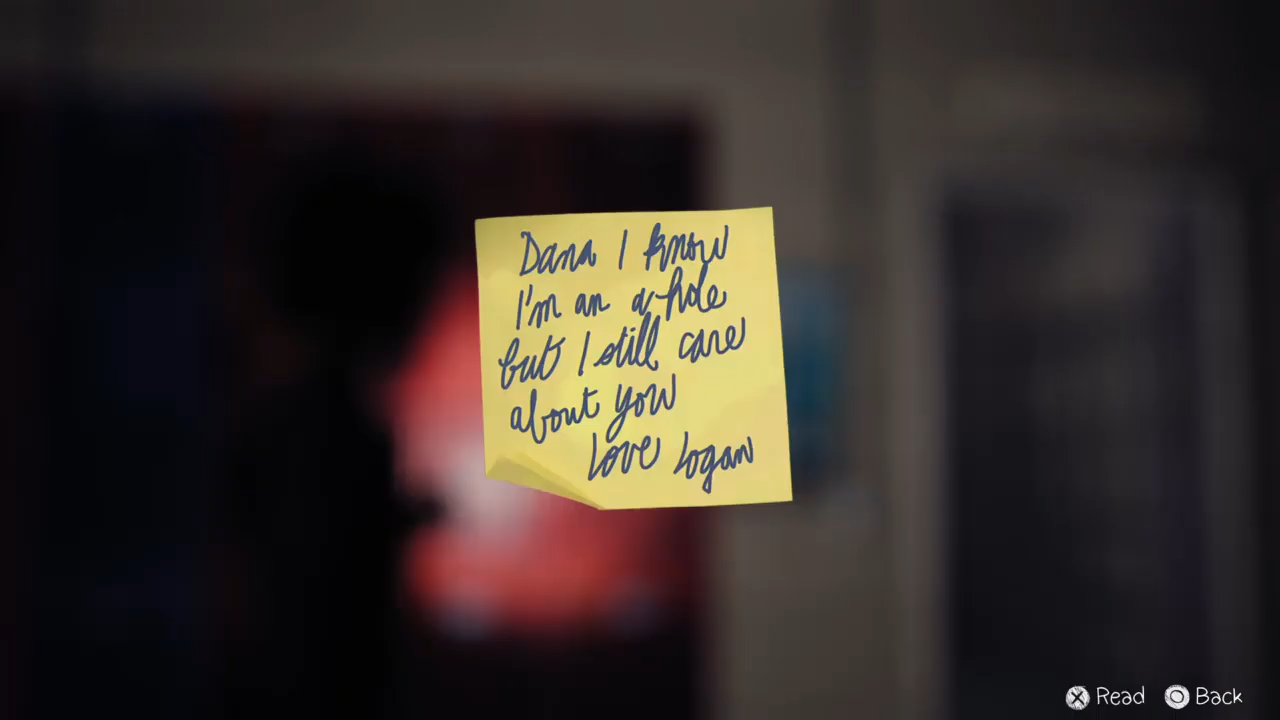 Dana I know
I'm an a-hole
but I still care
about you
Love Logan
Read Back